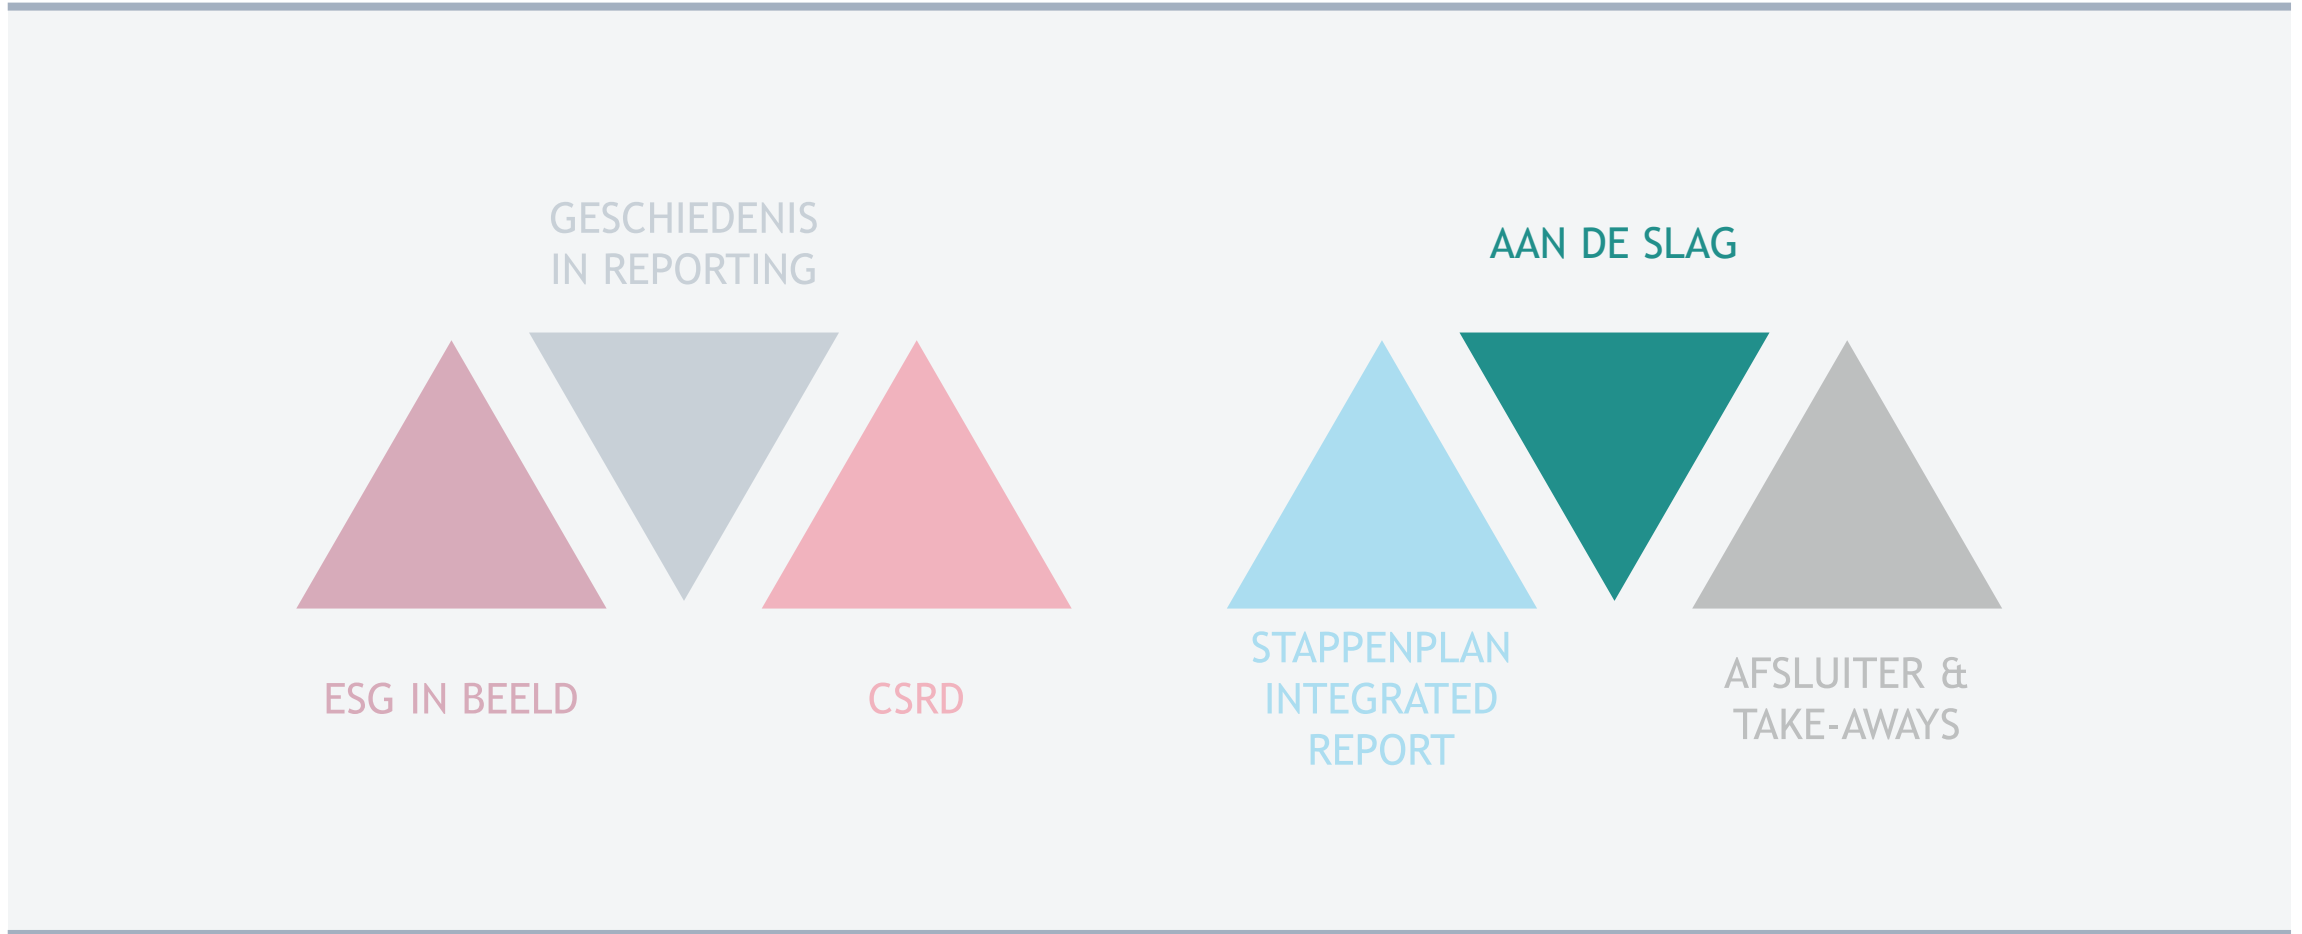 GESCHIEDENIS
IN REPORTING
AAN DE SLAG
ESG IN BEELD
CSRD
STAPPENPLAN
INTEGRATED
REPORT
AFSLUITER &
TAKE-AWAYS